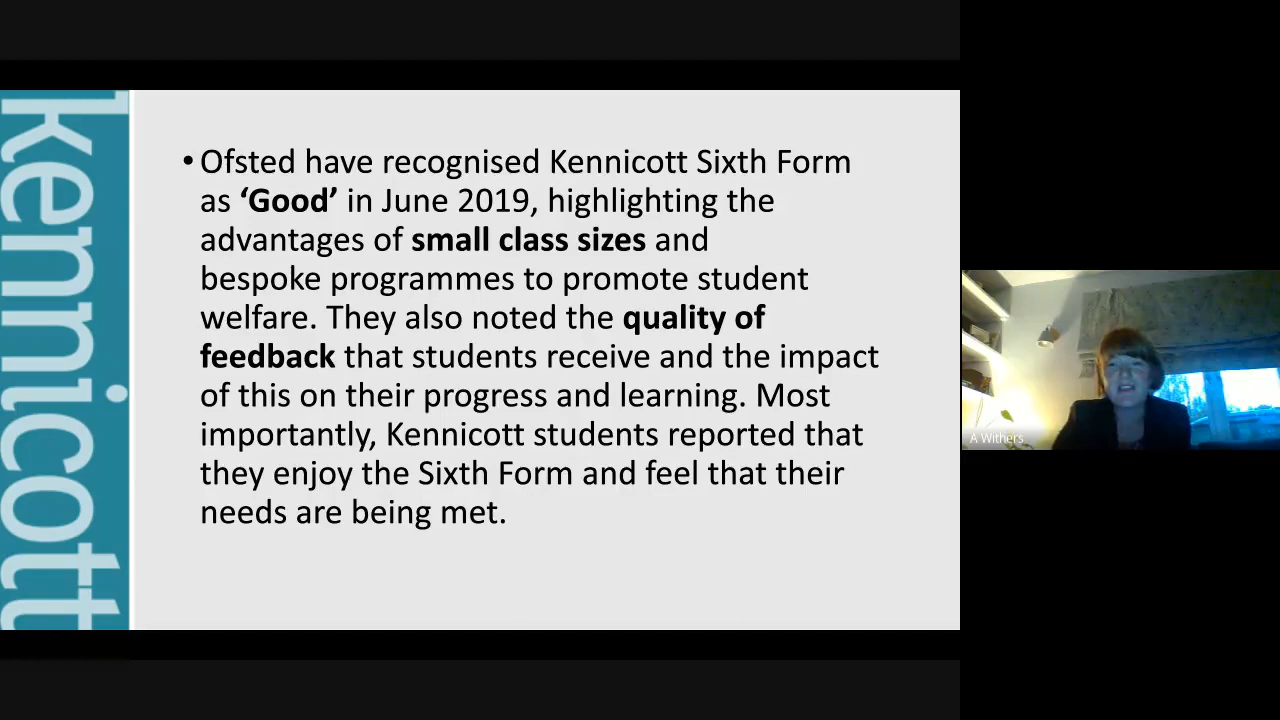 kennicott
• Ofsted have recognised Kennicott Sixth Form
as ‘Good’ in June 2019, highlighting the
advantages of small class sizes and
bespoke programmes to promote student
welfare. They also noted the quality of
feedback that students receive and the impact
of this on their progress and learning. Most
importantly, Kennicott students reported that
they enjoy the Sixth Form and feel that their
needs are being met.
A Withers